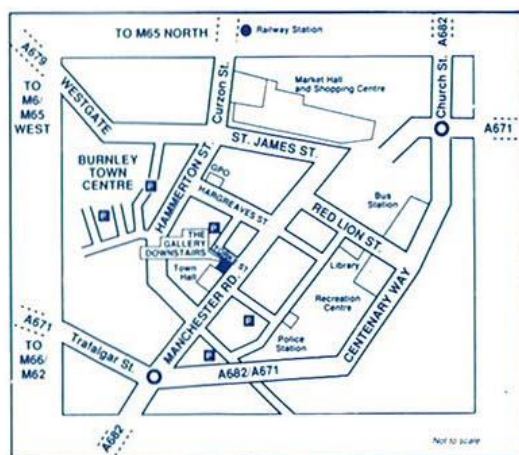 TO M65 NORTH
Railway Station
A682
A679
Curzon St.
Church St.
TO
M6/
M65
WEST
WESTGATE
Market Hall
and Shopping Centre
A671
ST. JAMES ST.
BURNLEY
TOWN
CENTRE
P
HAMMERTON ST.
GPO
HARGREAVES ST
RED LION ST.
Bus
Station
P
P
THE
GALLERY
DOWNSTAIRS
ST
Town
Hall
MANCHESTER RD.
Library
Recreation
Centre
CENTENARY WAY
A671
TO
M66/
M62
Trafalgar St.
P
P
Police
Station
A682/A671
A682
Not to scale